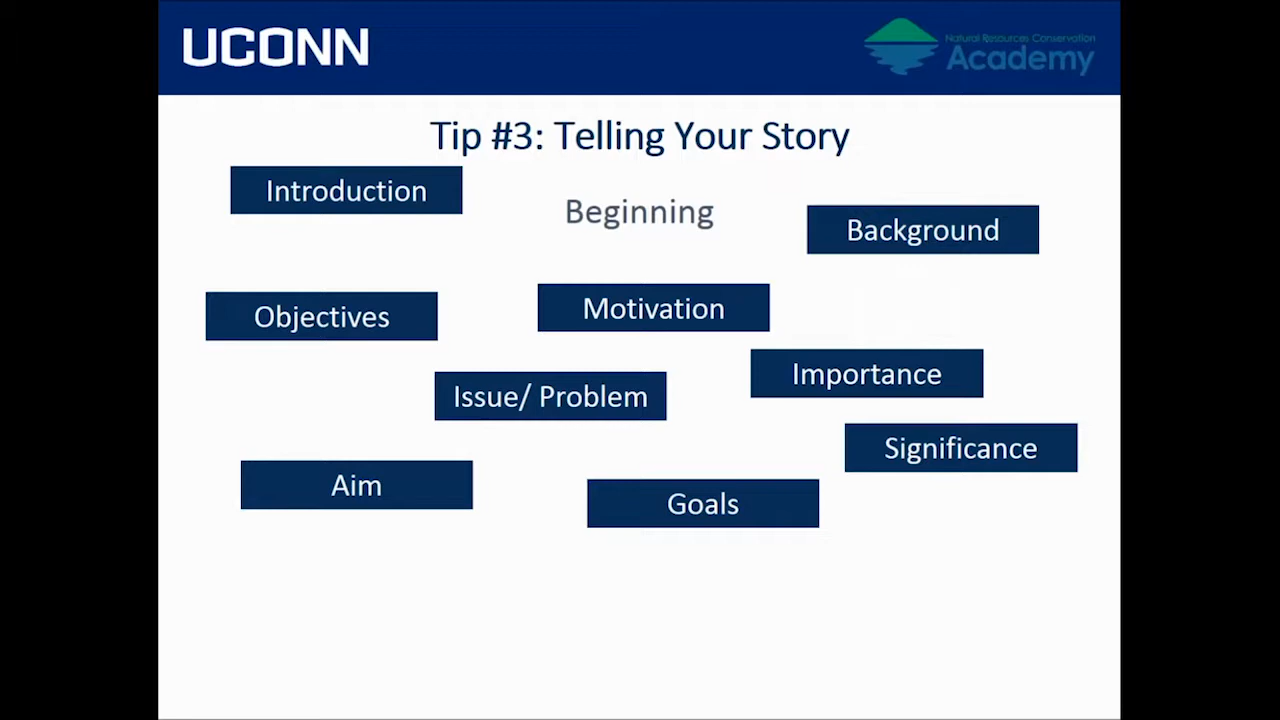 UCONN
Natural Resources Conservation
Academy
Tip #3: Telling Your Story
Introduction
Beginning
Background
Objectives
Motivation
Importance
Issue/ Problem
Significance
Aim
Goals